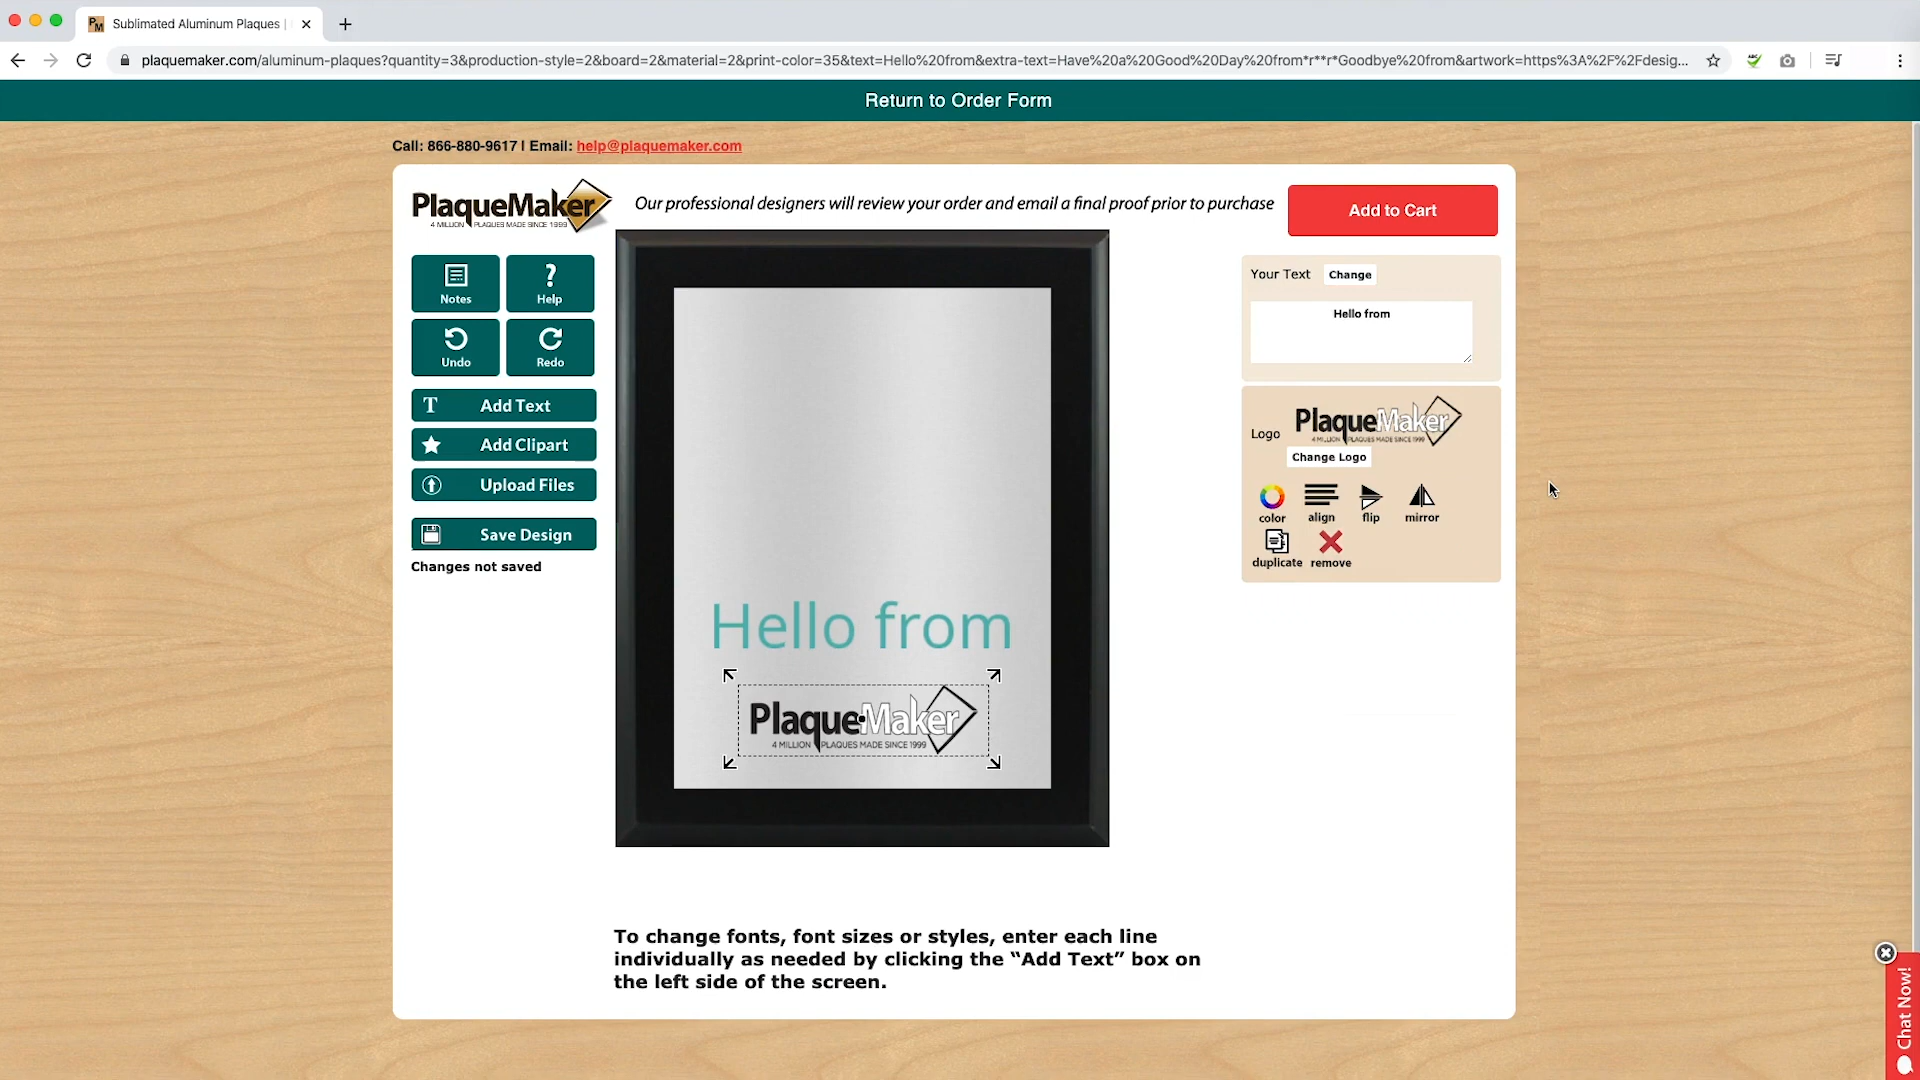 Sublimated Aluminum Plaques |
plaquemaker.com/aluminum-plaques?quantity=3&production-style=2&board=2&material=2&print-color=35&text=Hello%20from&extra-text=Have%20a%20Good%20Day%20from*r**r*Goodbye%20from&artwork=https%3A%2F%2Fdesig...
Return to Order Form
Call: 866-880-9617 | Email: help@plaquemaker.com
PlaqueMaker
4 MILLION PLAQUES MADE SINCE 1999
Our professional designers will review your order and email a final proof prior to purchase
Add to Cart
Notes
Help
Undo
Redo
Add Text
Add Clipart
Upload Files
Save Design
Changes not saved
Hello from
PlaqueMaker
4 MILLION PLAQUES MADE SINCE 1999
Your Text Change
Hello from
Logo
PlaqueMaker
4 MILLION PLAQUES MADE SINCE 1999
Change Logo
color align flip mirror
duplicate remove
To change fonts, font sizes or styles, enter each line
individually as needed by clicking the “Add Text” box on
the left side of the screen.
Chat Now!